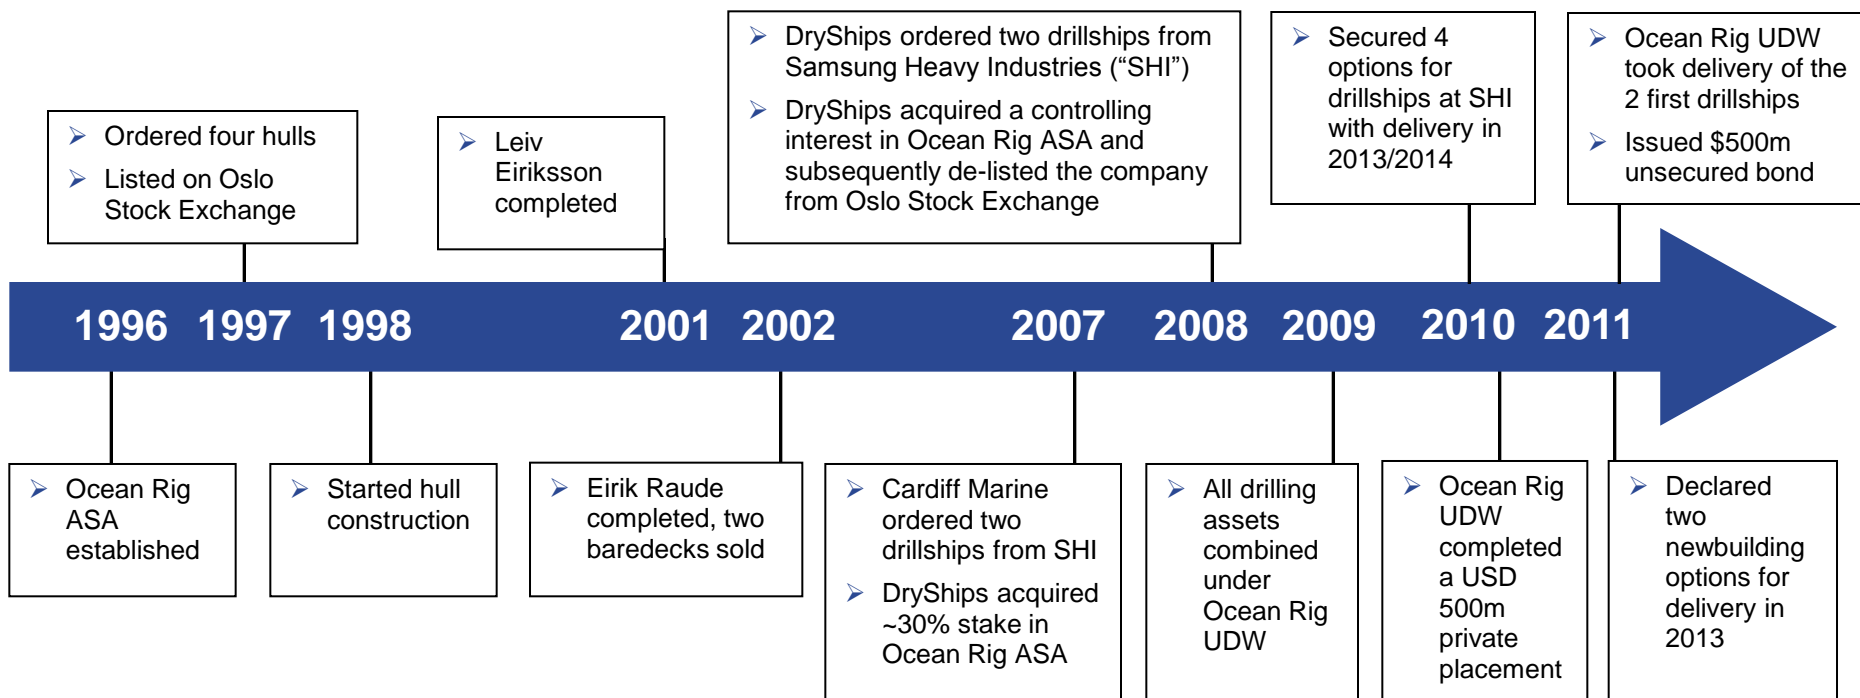 ➢ Ordered four hulls
➢ Listed on Oslo
Stock Exchange
➢ Leiv
Eiriksson
completed
➢ DryShips ordered two drillships from
Samsung Heavy Industries (“SHI”)
➢ DryShips acquired a controlling
interest in Ocean Rig ASA and
subsequently de-listed the company
from Oslo Stock Exchange
➢ Secured 4
options for
drillships at SHI
with delivery in
2013/2014
➢ Ocean Rig UDW
took delivery of the
2 first drillships
➢ Issued $500m
unsecured bond
1996 1997 1998 2001 2002 2007 2008 2009 2010 2011
➢ Ocean Rig
ASA
established
➢ Started hull
construction
➢ Eirik Raude
completed, two
baredecks sold
➢ Cardiff Marine
ordered two
drillships from SHI
➢ DryShips acquired
~30% stake in
Ocean Rig ASA
➢ All drilling
assets
combined
under
Ocean Rig
UDW
➢ Ocean Rig
UDW
completed
a USD
500m
private
placement
➢ Declared
two
newbuilding
options for
delivery in
2013